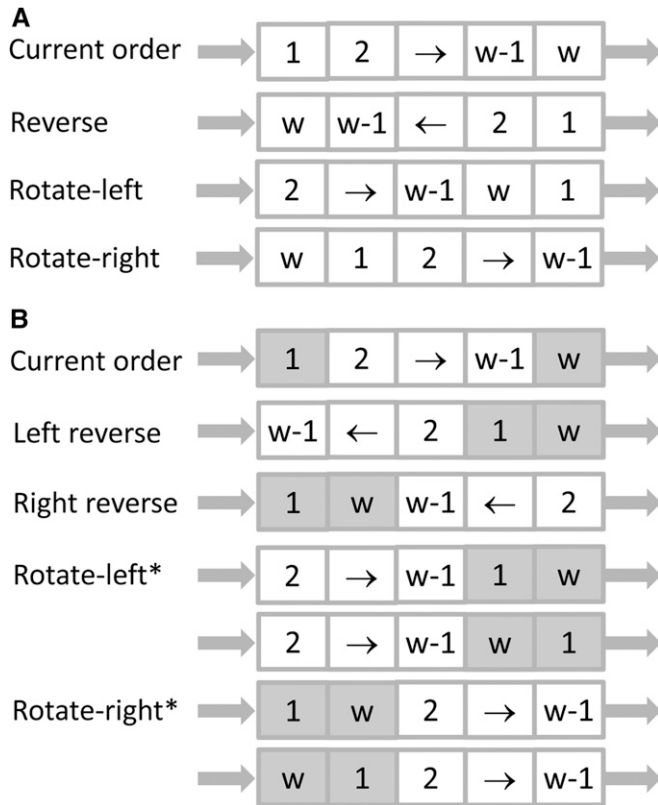 A
Current order 1 2 → w-1 w
Reverse w w-1 ← 2 1
Rotate-left 2 → w-1 w 1
Rotate-right w 1 2 → w-1
B
Current order 1 2 → w-1 w
Left reverse w-1 ← 2 1 w
Right reverse 1 w w-1 ← 2
Rotate-left* 2 → w-1 1 w
2 → w-1 w 1
Rotate-right* 1 w 2 → w-1
w 1 2 → w-1